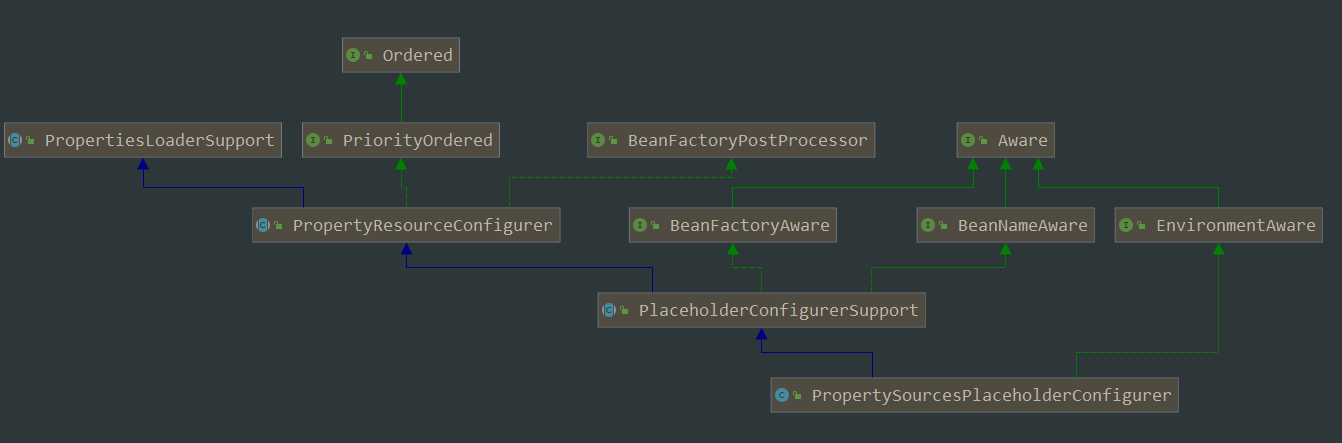 Ordered
PropertiesLoaderSupport
PriorityOrdered
BeanFactoryPostProcessor
Aware
PropertyResourceConfigurer
BeanFactoryAware
BeanNameAware
EnvironmentAware
PlaceholderConfigurerSupport
PropertySourcesPlaceholderConfigurer